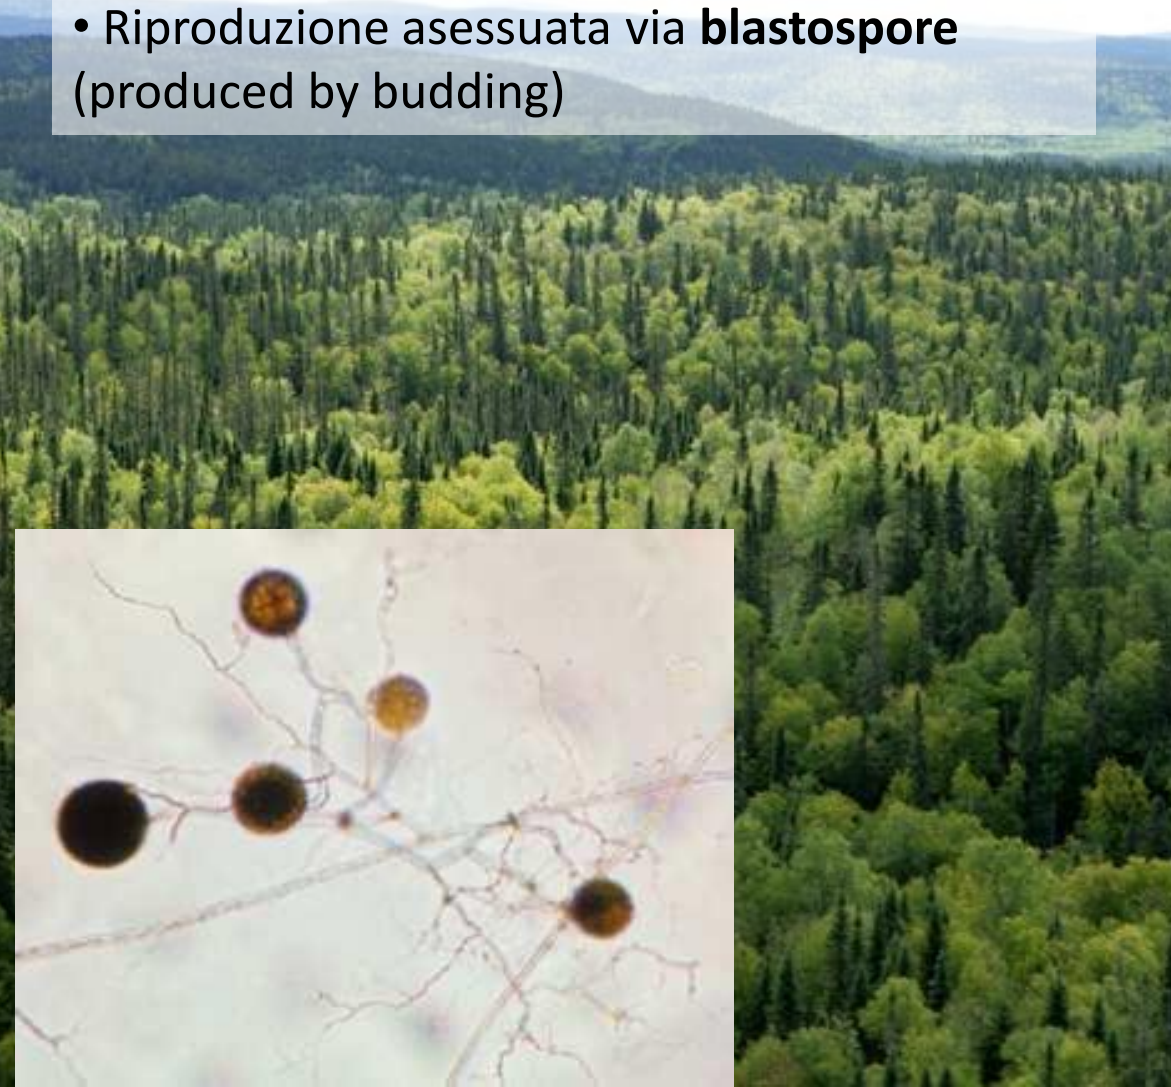 • Riproduzione asessuata via blastospore
(produced by budding)